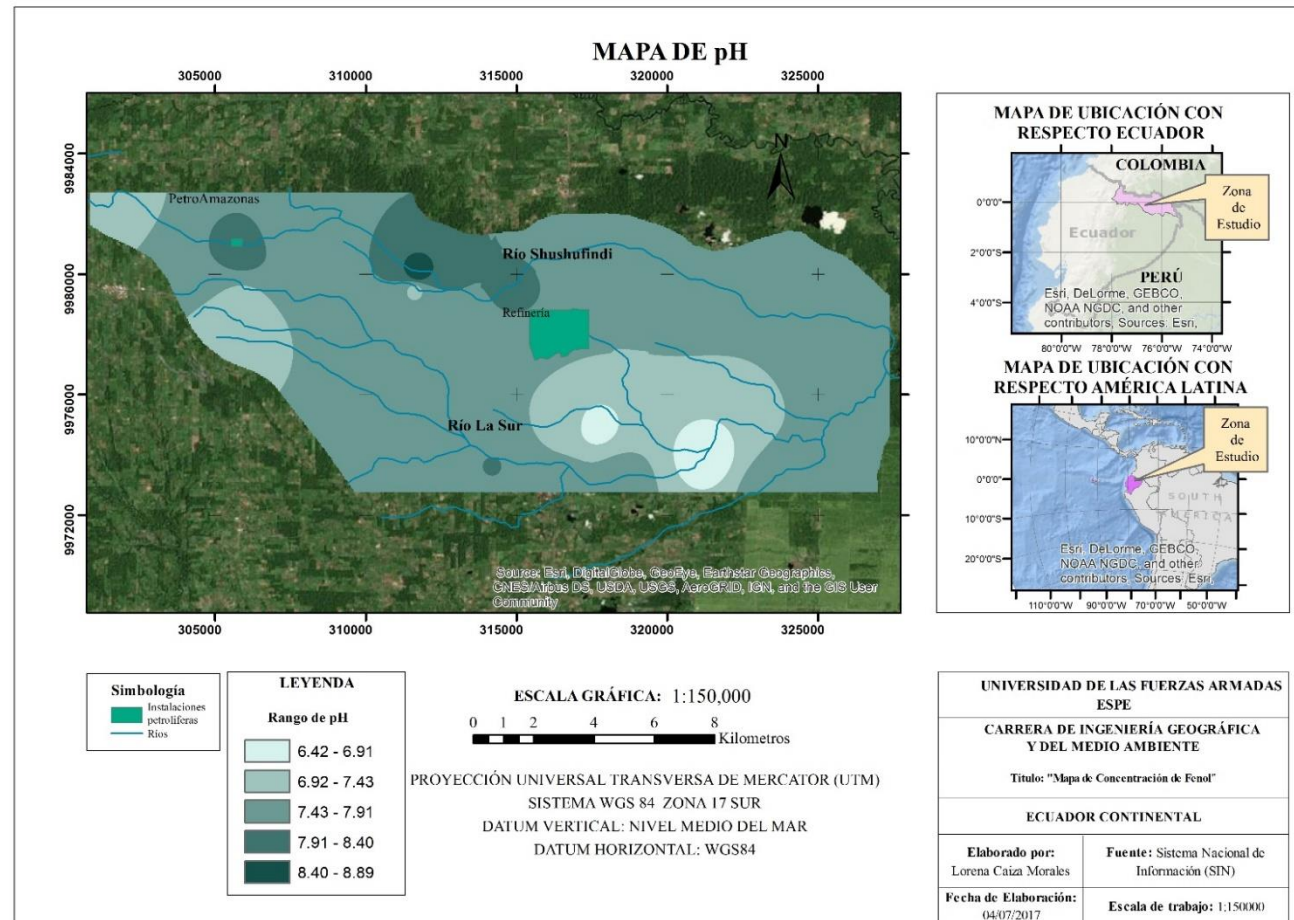 MAPA DE pH
305000
310000
315000
320000
325000
9984000
9980000
9976000
9972000
N
PetroAmazonas
Río Shushufindi
Refinería
Río La Sur
Source: Esri, DigitalGlobe, GeoEye, Earthstar Geographics,
CNES/Airbus DS, USDA, USGS, AeroGRID, IGN, and the GIS User
Community
305000
310000
315000
320000
325000
MAPA DE UBICACIÓN CON
RESPECTO ECUADOR
COLOMBIA
Zona
de
Estudio
Ecuador
PERÚ
0°0'0"
2°0'0"S
4°0'0"S
Esri, DeLorme, GEBCO,
NOAA NGDC, and other
contributors, Sources: Esri,
80°0'0"W
78°0'0"W
76°0'0"W
74°0'0"W
MAPA DE UBICACIÓN CON
RESPECTO AMÉRICA LATINA
Zona
de
Estudio
10°0'0"N
0°0'0"
10°0'0"S
20°0'0"S
SOUTH
AMERICA
Esri, DeLorme, GEBCO,
NOAA NGDC, and other
contributors, Sources: Esri,
110°0'0"W
90°0'0"W
70°0'0"W
50°0'0"W
Simbología
Instalaciones
petrolíferas
Ríos
LEYENDA
Rango de pH
6.42 - 6.91
6.92 - 7.43
7.43 - 7.91
7.91 - 8.40
8.40 - 8.89
ESCALA GRÁFICA: 1:150,000
0 1 2 4 6 8
Kilometros
PROYECCIÓN UNIVERSAL TRANSVERSA DE MERCATOR (UTM)
SISTEMA WGS 84 ZONA 17 SUR
DATUM VERTICAL: NIVEL MEDIO DEL MAR
DATUM HORIZONTAL: WGS84
UNIVERSIDAD DE LAS FUERZAS ARMADAS
ESPE
CARRERA DE INGENIERÍA GEOGRÁFICA
Y DEL MEDIO AMBIENTE
Título: "Mapa de Concentración de Fenol"
ECUADOR CONTINENTAL
Elaborado por:
Lorena Caiza Morales
Fuente: Sistema Nacional de
Información (SIN)
Fecha de Elaboración:
04/07/2017
Escala de trabajo: 1:150000